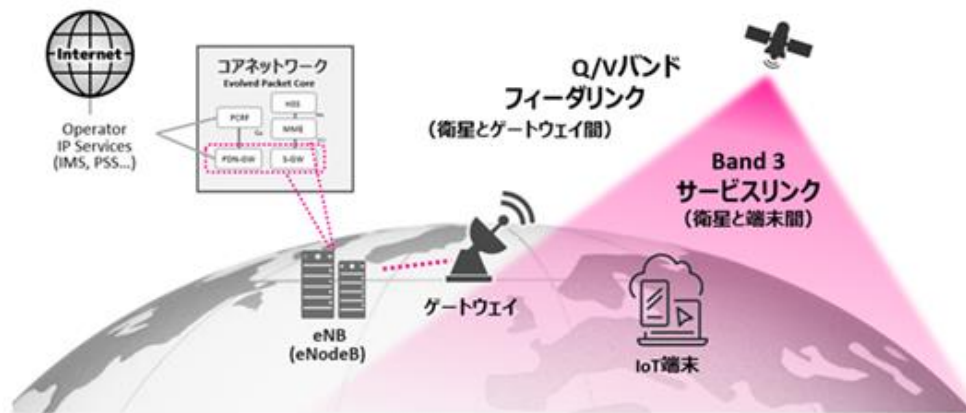 Internet
Operator
IP Services
(IMS, PSS...)
コアネットワーク
Evolved Packet Core
HSS
PCRF
MME
PDN-GW
S-GW
Q/Vバンド
フィーダリンク
(衛星とゲートウェイ間)
Band 3
サービスリンク
(衛星と端末間)
eNB
(eNodeB)
ゲートウェイ
IoT端末